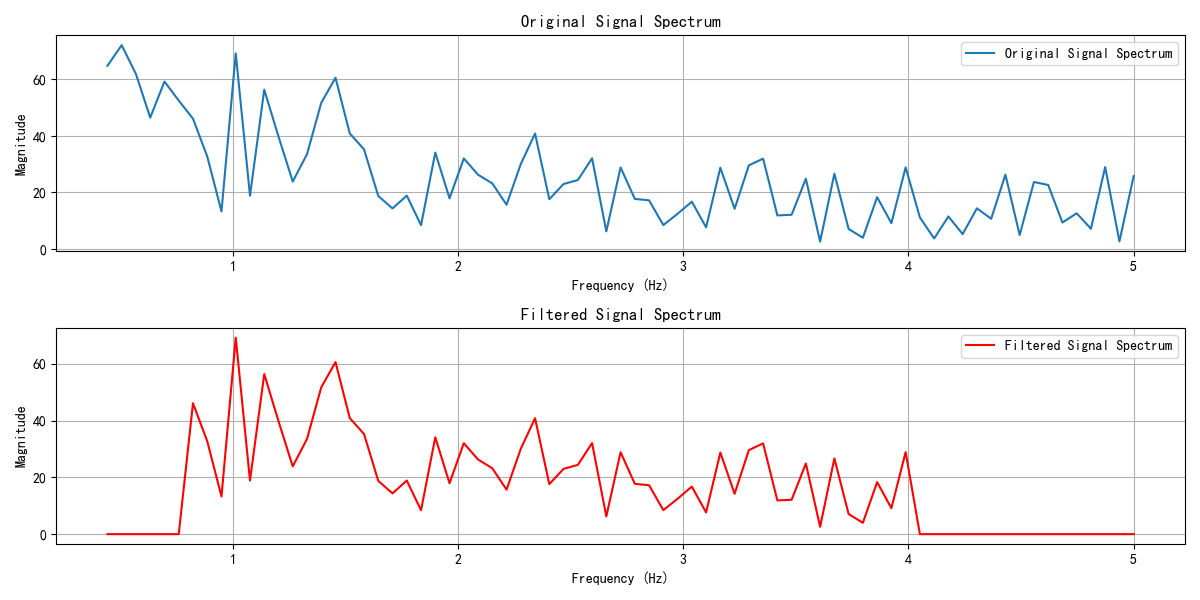 Original Signal Spectrum
Original Signal Spectrum
Magnitude
60
40
20
0
1 2 3 4 5
Frequency (Hz)
Filtered Signal Spectrum
Filtered Signal Spectrum
Magnitude
60
40
20
0
1 2 3 4 5
Frequency (Hz)